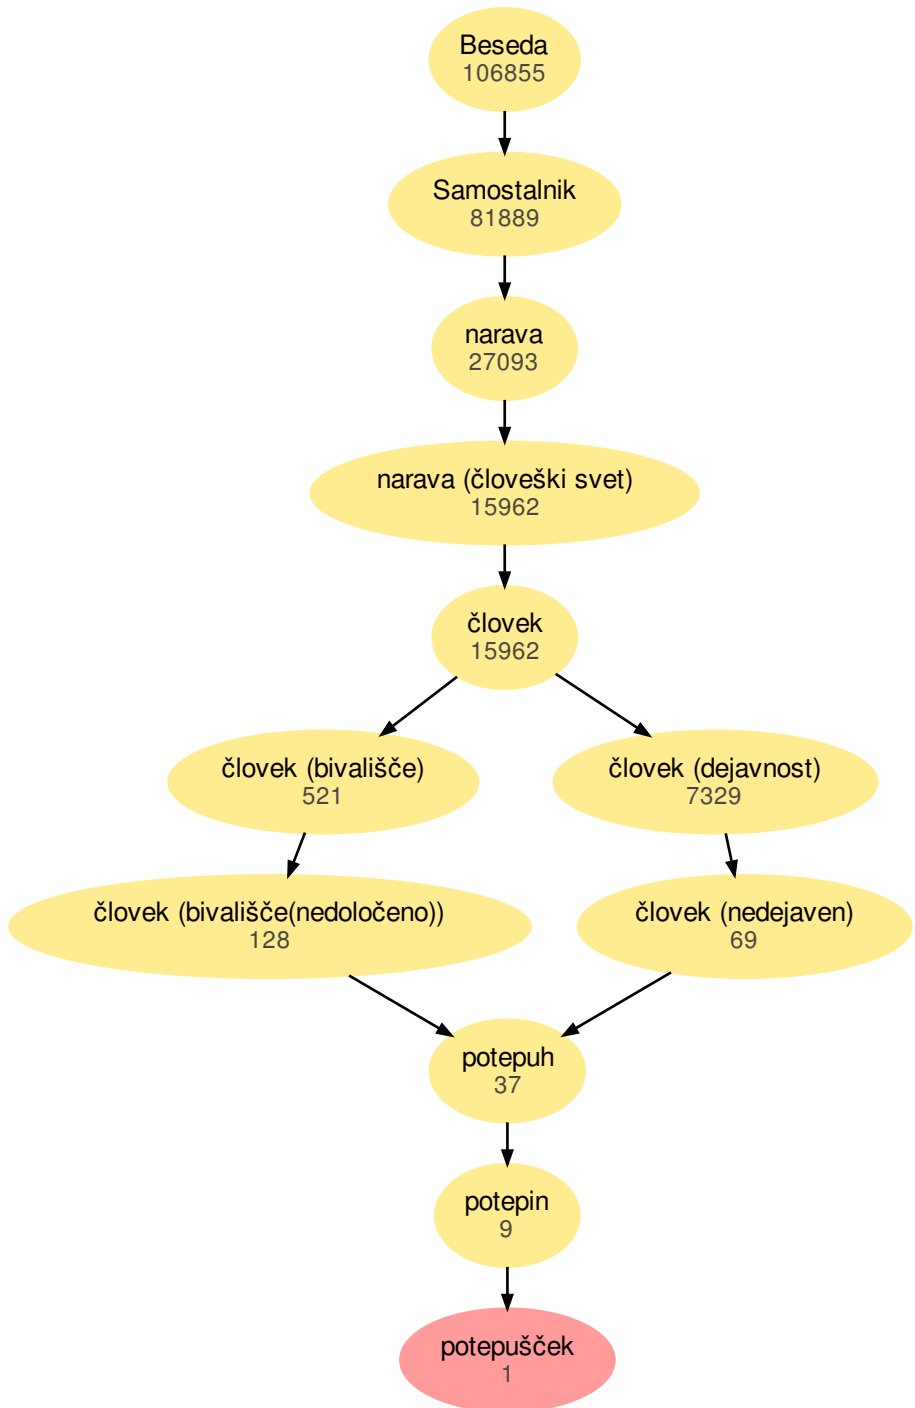 Beseda
106855
Samostalnik
81889
narava
27093
narava (človeški svet)
15962
človek
15962
človek (bivališče)
521
človek (dejavnost)
7329
človek (bivališče(nedoločeno))
128
človek (nedejaven)
69
potepuh
37
potepin
9
potepušček
1